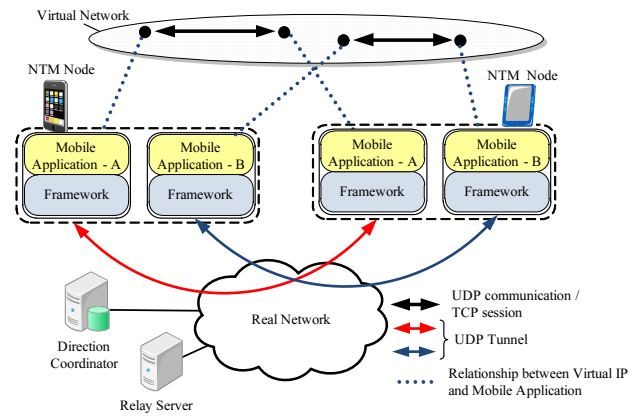 Virtual Network
NTM Node
NTM Node
Mobile
Application - A
Framework
Mobile
Application - B
Framework
Mobile
Application - A
Framework
Mobile
Application - B
Framework
Real Network
Direction
Coordinator
Relay Server
UDP communication /
TCP session
UDP Tunnel
Relationship between Virtual IP
and Mobile Application